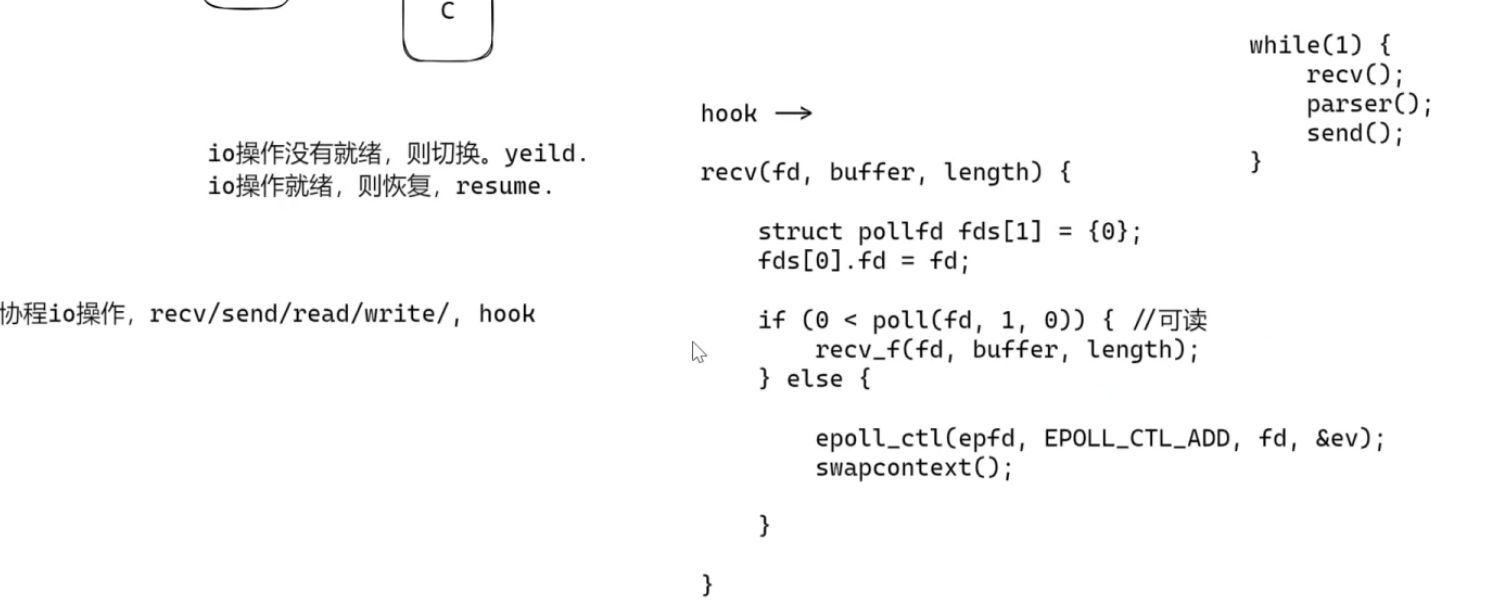 C
io操作没有就绪，则切换。yeild.
io操作就绪，则恢复，resume.
协程io操作，recv/send/read/write/, hook
hook →
recv(fd, buffer, length) {
struct pollfd fds[1] = {0};
fds[0].fd = fd;
if (0 < poll(fd, 1, 0)) { //可读
recv_f(fd, buffer, length);
} else {
epoll_ctl(epfd, EPOLL_CTL_ADD, fd, &ev);
swapcontext();
}
}
while(1) {
recv();
parser();
send();
}